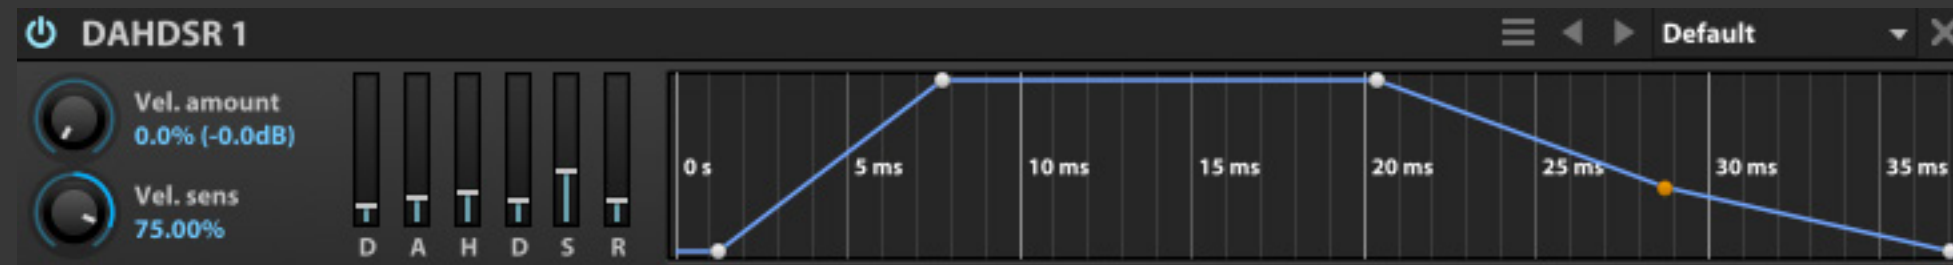 DAHDSR 1
Default
Vel. amount
0.0% (-0.0dB)
Vel. sens
75.00%
D A H D S R
0 s 5 ms 10 ms 15 ms 20 ms 25 ms 30 ms 35 ms